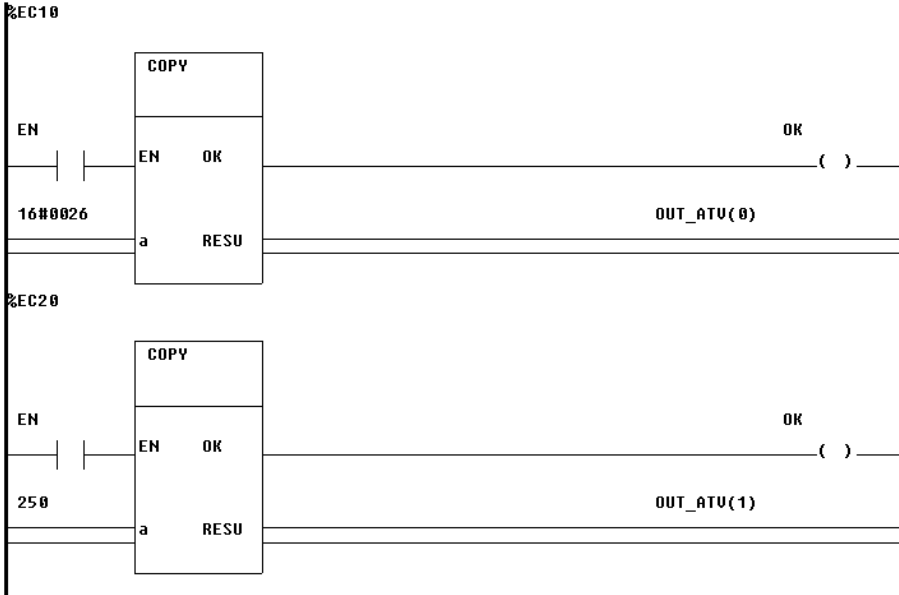 %EC10
COPY
EN OK
EN OK
16#0026 OUT_ATV(0)
a RESU
%EC20
COPY
EN OK
EN OK
250 OUT_ATV(1)
a RESU